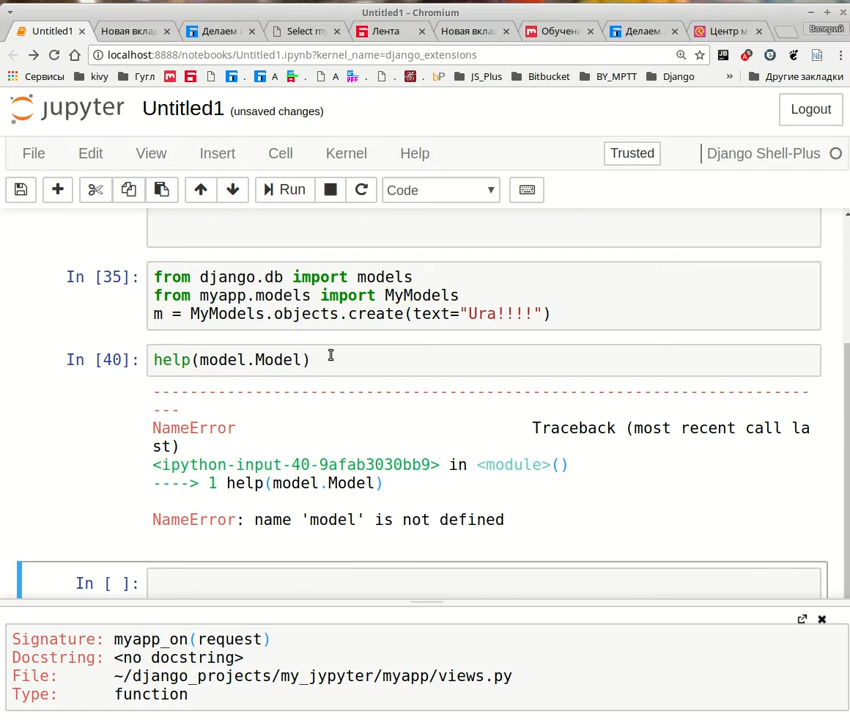 Untitled1 - Chromium
Untitled1
Новая вкла
Делаем
Select m
Лента
Новая вкла
Обучен
Делаем
Центр м
Валерий
localhost:8888/notebooks/Untitled1.ipynb?kernel_name=django_extensions
Сервисы kivy Гугл JS_Plus Bitbucket BY_MPTT Django » Другие закладки
jupyter Untitled1 (unsaved changes) Logout
File Edit View Insert Cell Kernel Help Trusted Django Shell-Plus
Run Code
In [35]: from django.db import models
from myapp.models import MyModels
m = MyModels.objects.create(text="Ura!!!!")
In [40]: help(model.Model)
---------------------------------------------------------------------------
NameError Traceback (most recent call la
st)
<ipython-input-40-9afab3030bb9> in <module>()
----> 1 help(model.Model)
NameError: name 'model' is not defined
In [ ]:
Signature: myapp_on(request)
Docstring: <no docstring>
File: ~/django_projects/my_jypyter/myapp/views.py
Type: function